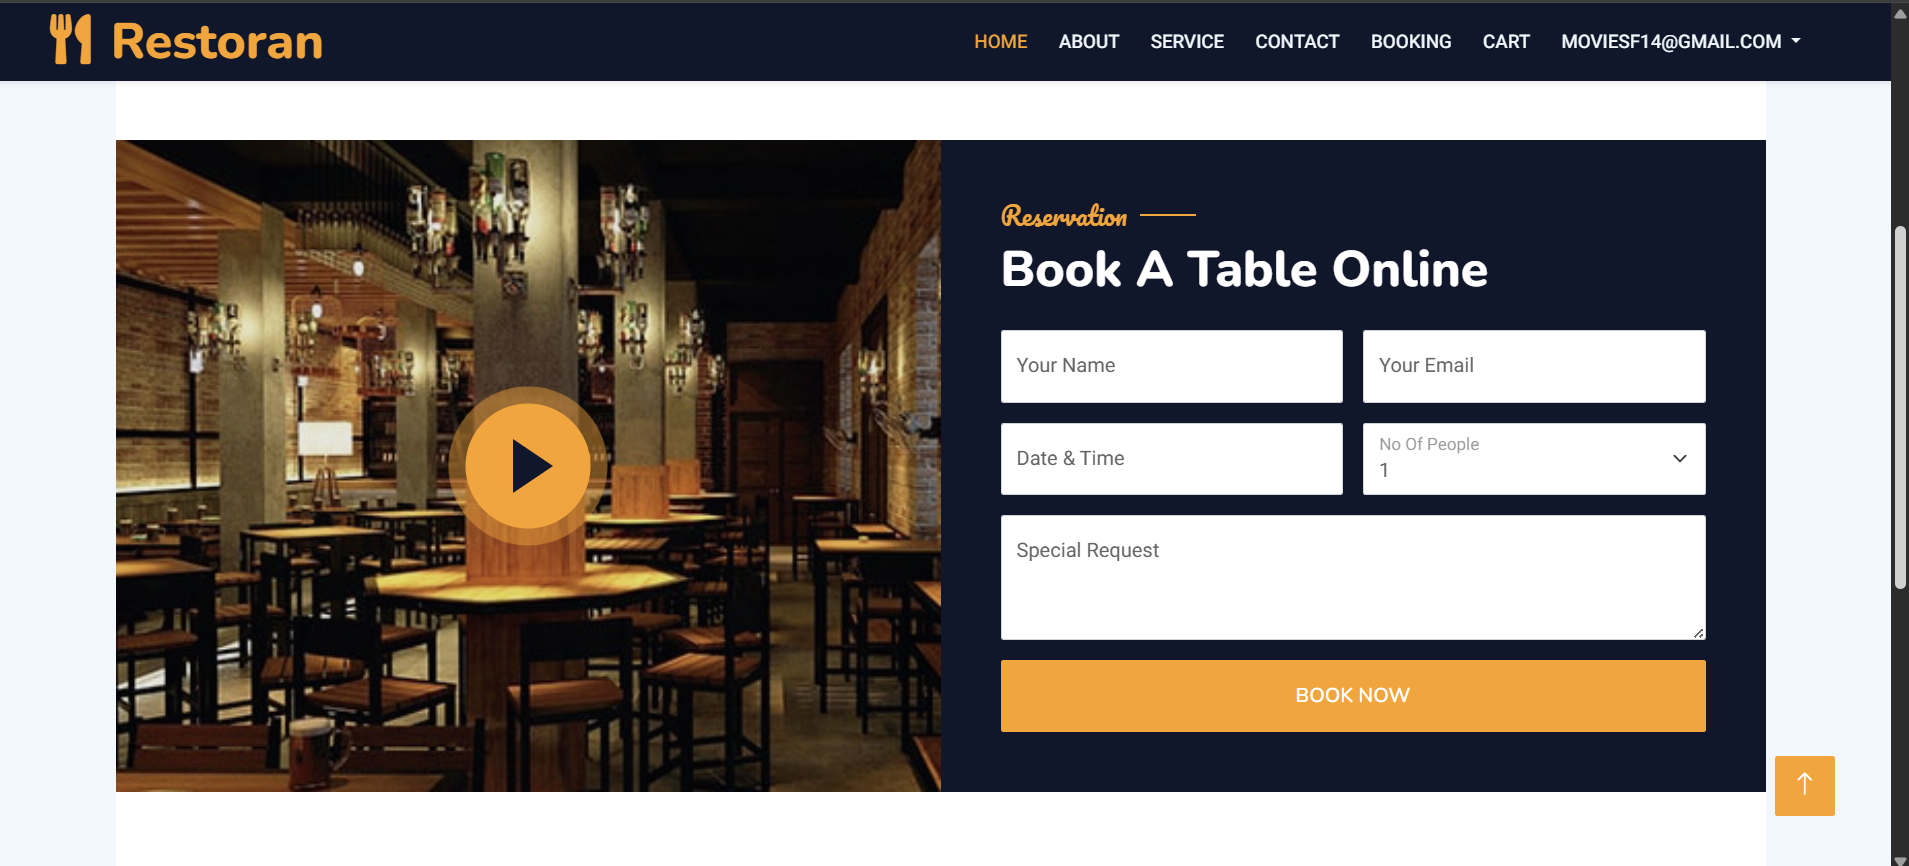 Restoran
HOME ABOUT SERVICE CONTACT BOOKING CART MOVIESF14@GMAIL.COM
Reservation
Book A Table Online
Your Name Your Email
Date & Time No Of People
1
Special Request
BOOK NOW